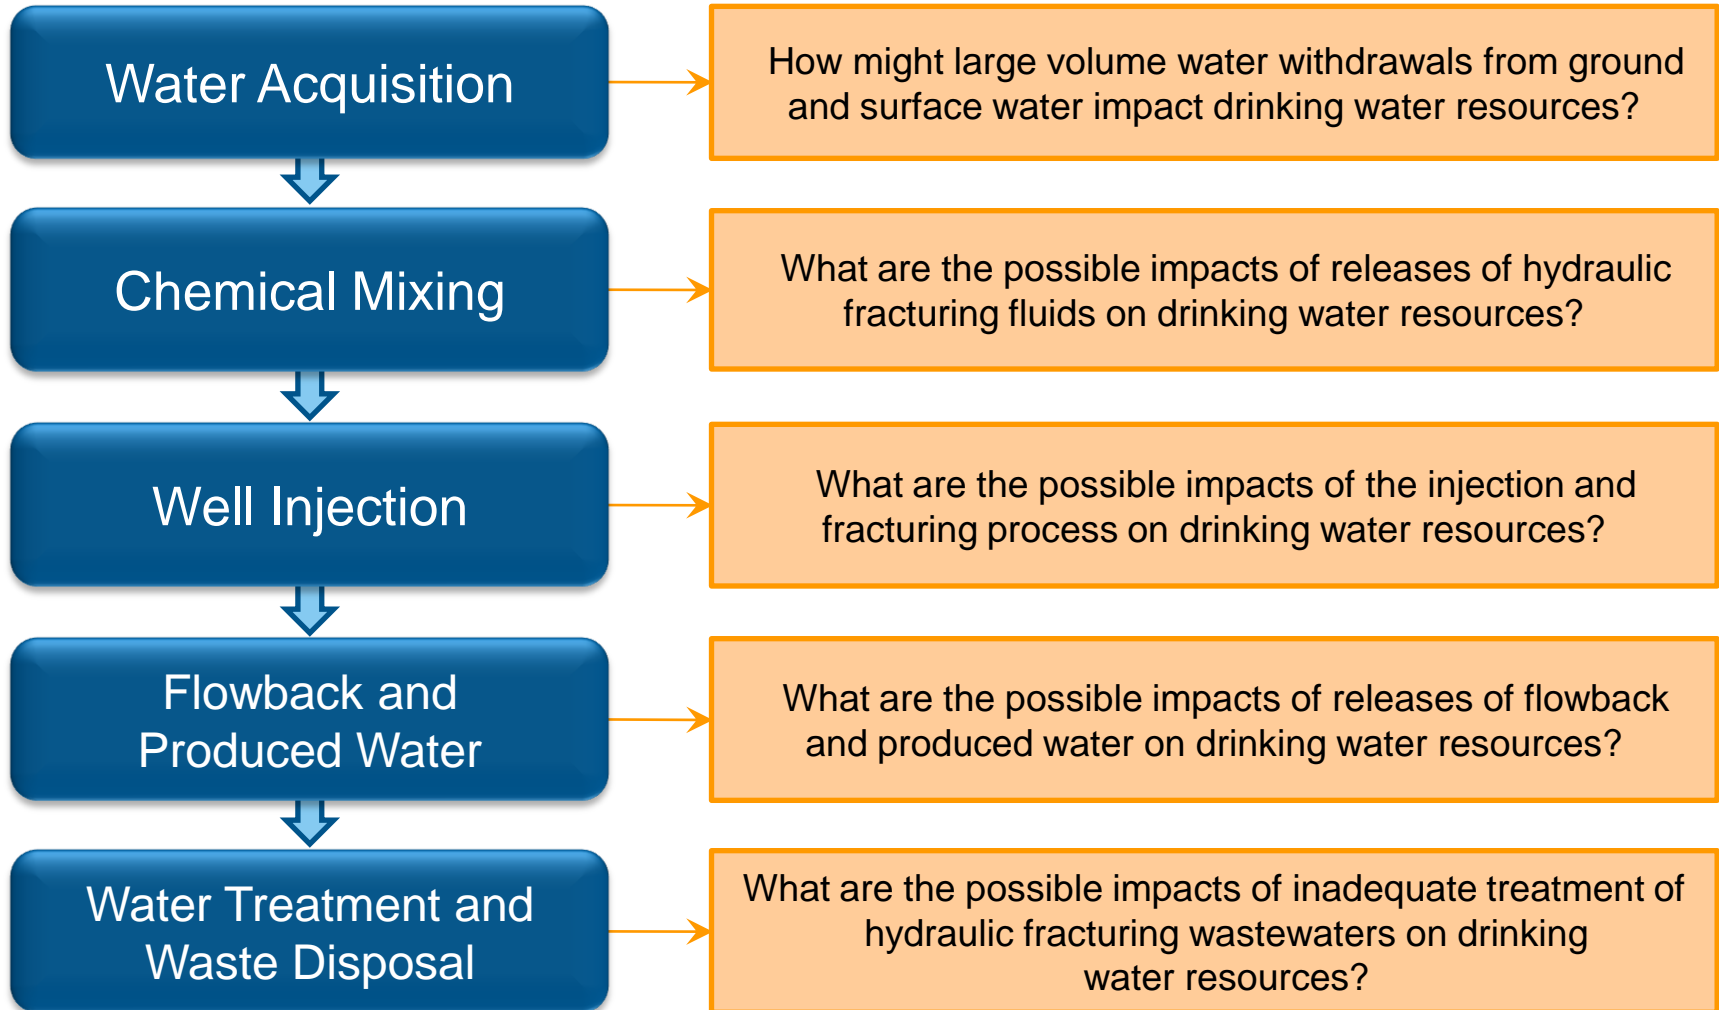 Water Acquisition
How might large volume water withdrawals from ground
and surface water impact drinking water resources?
Chemical Mixing
What are the possible impacts of releases of hydraulic
fracturing fluids on drinking water resources?
Well Injection
What are the possible impacts of the injection and
fracturing process on drinking water resources?
Flowback and
Produced Water
What are the possible impacts of releases of flowback
and produced water on drinking water resources?
Water Treatment and
Waste Disposal
What are the possible impacts of inadequate treatment of
hydraulic fracturing wastewaters on drinking
water resources?